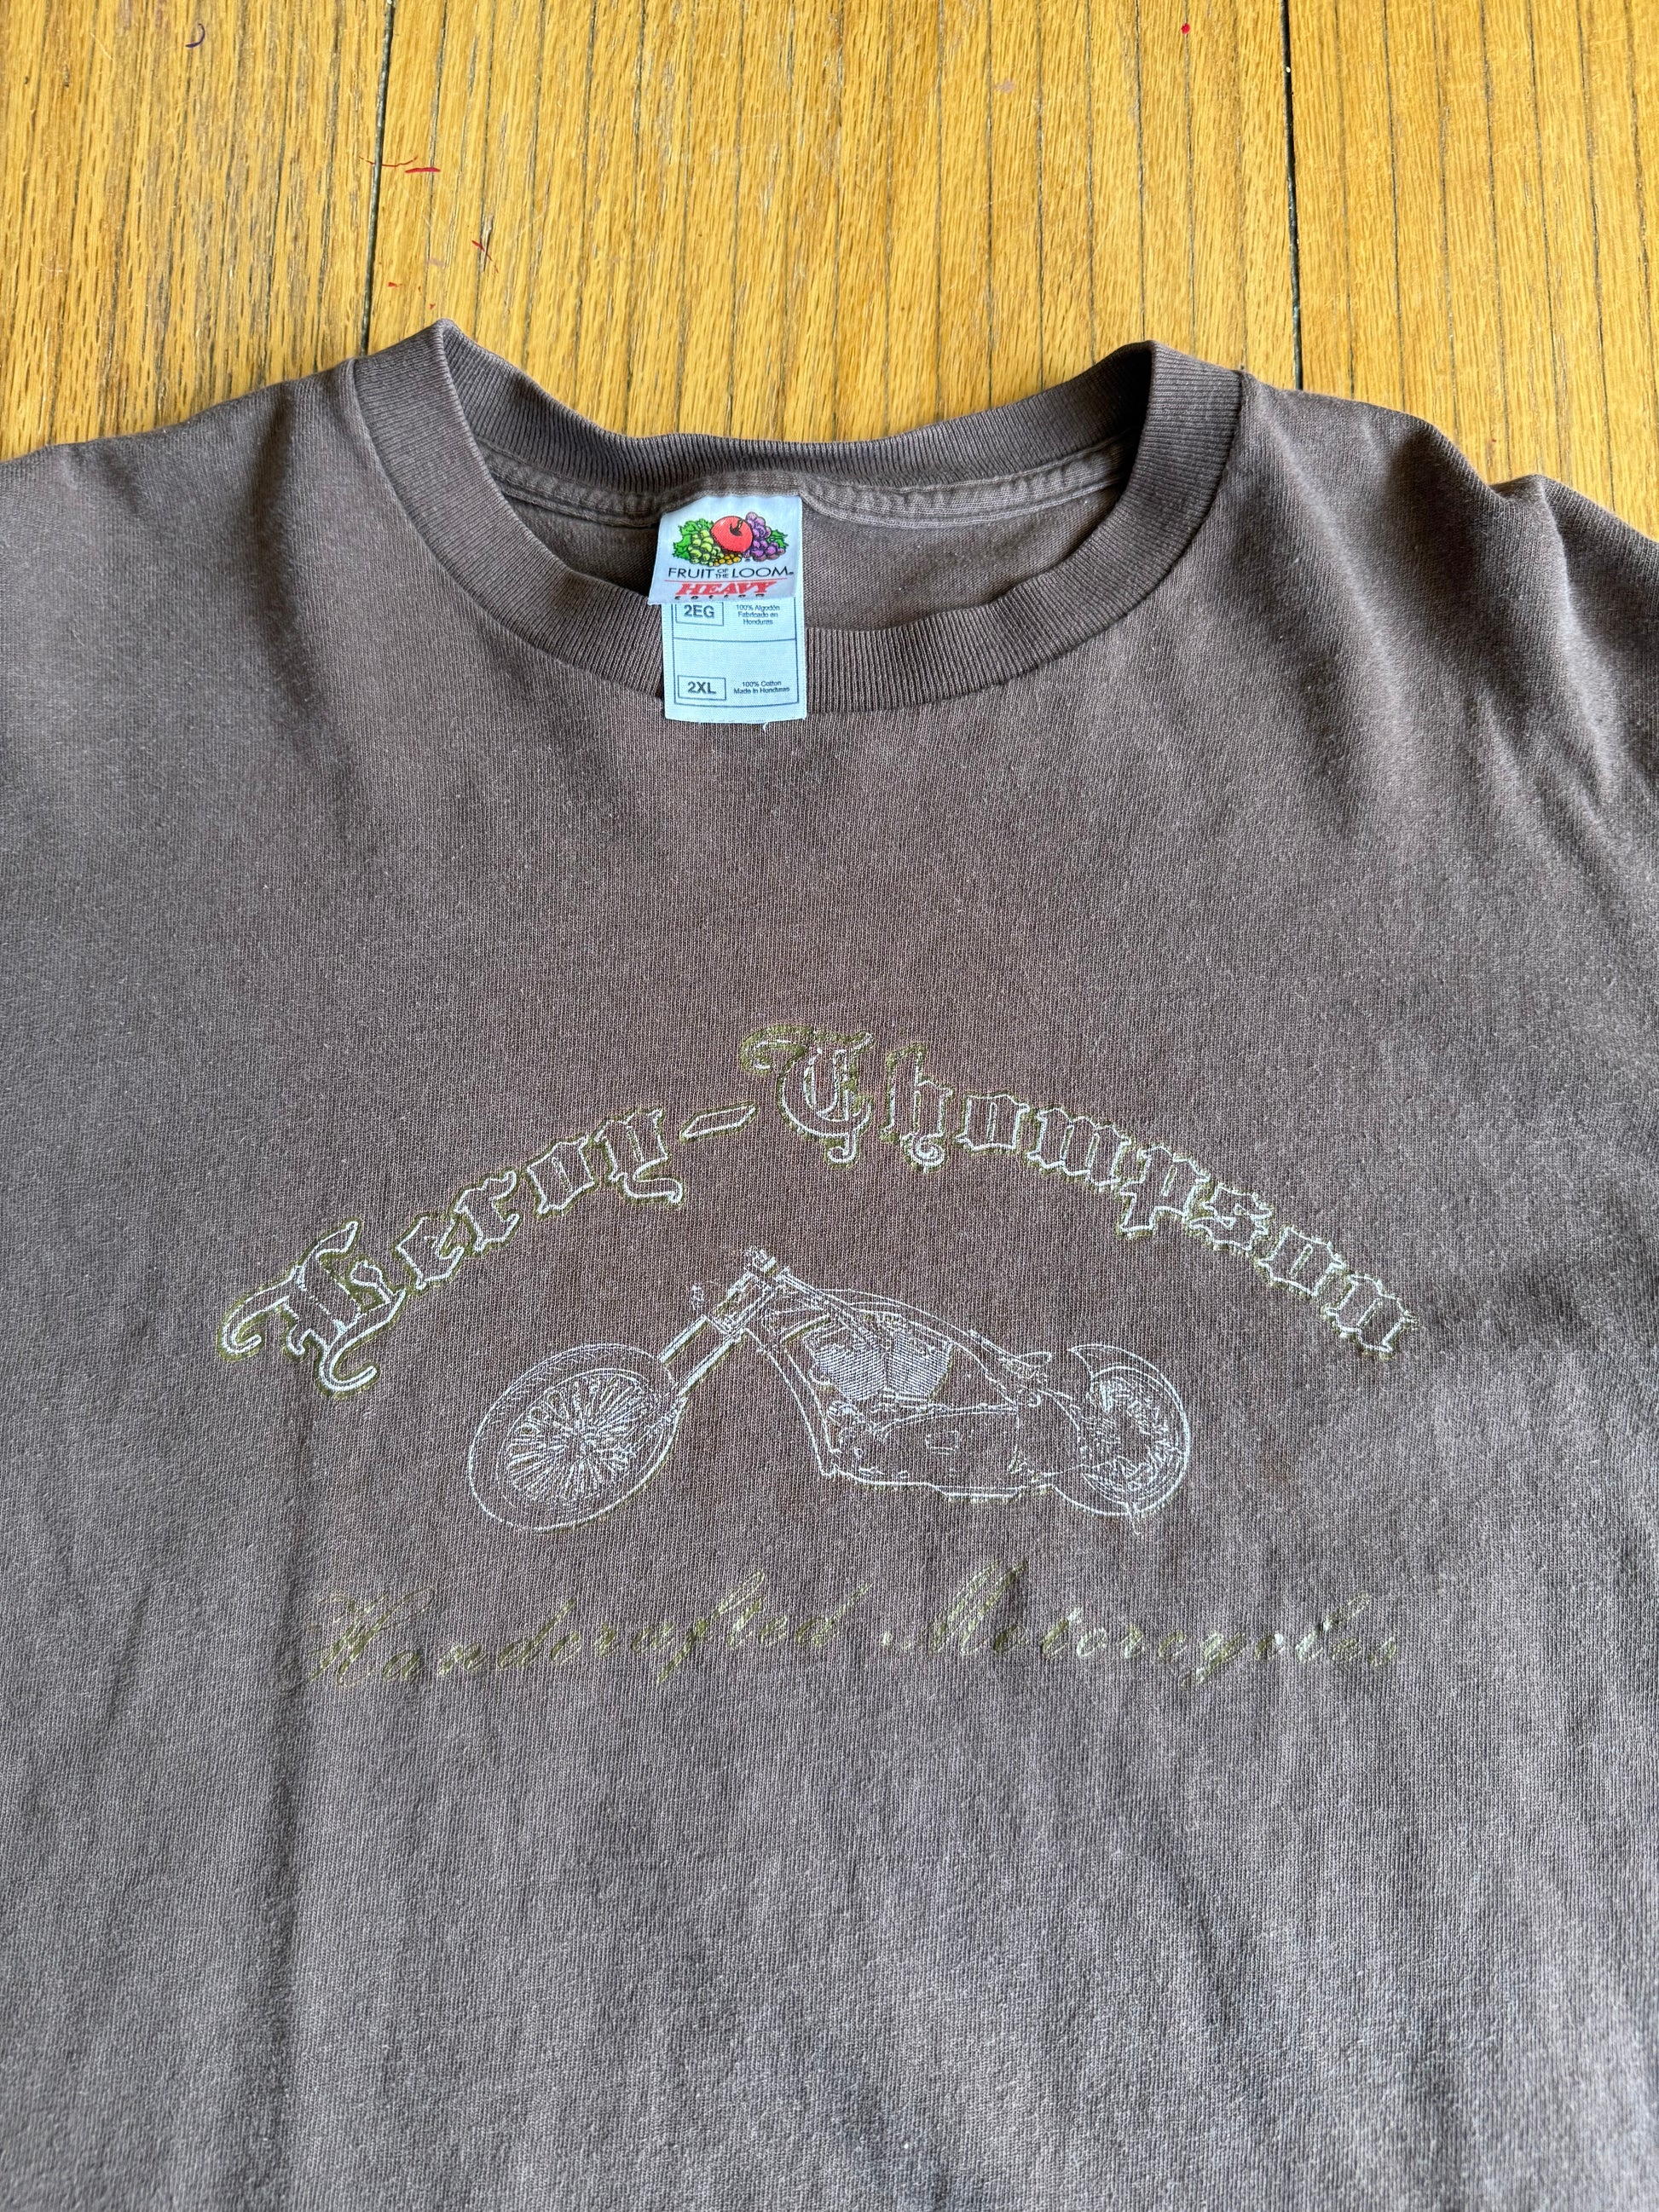 FRUIT OF THE LOOM
HEAVY
cotton
2EG
100% Algodón
Fabricado en
Honduras
2XL
100% Cotton
Made in Honduras
Leroy-Thompson
Handcrafted Motorcycles